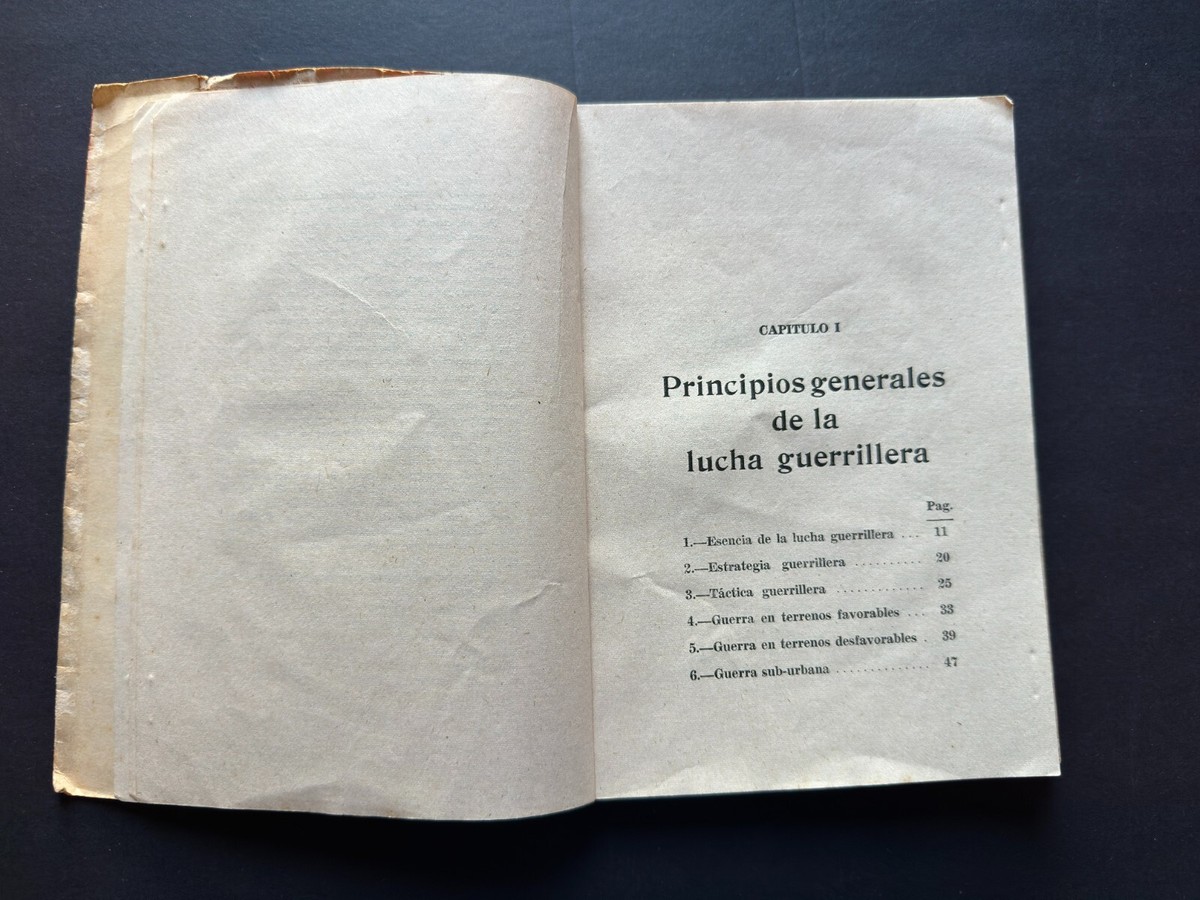 CAPITULO I
Principios generales
de la
lucha guerrillera
Pag.
1.—Esencia de la lucha guerrillera ... 11
2.—Estrategia guerrillera .......... 20
3.—Táctica guerrillera ............. 25
4.—Guerra en terrenos favorables ... 33
5.—Guerra en terrenos desfavorables . 39
6.—Guerra sub-urbana .............. 47